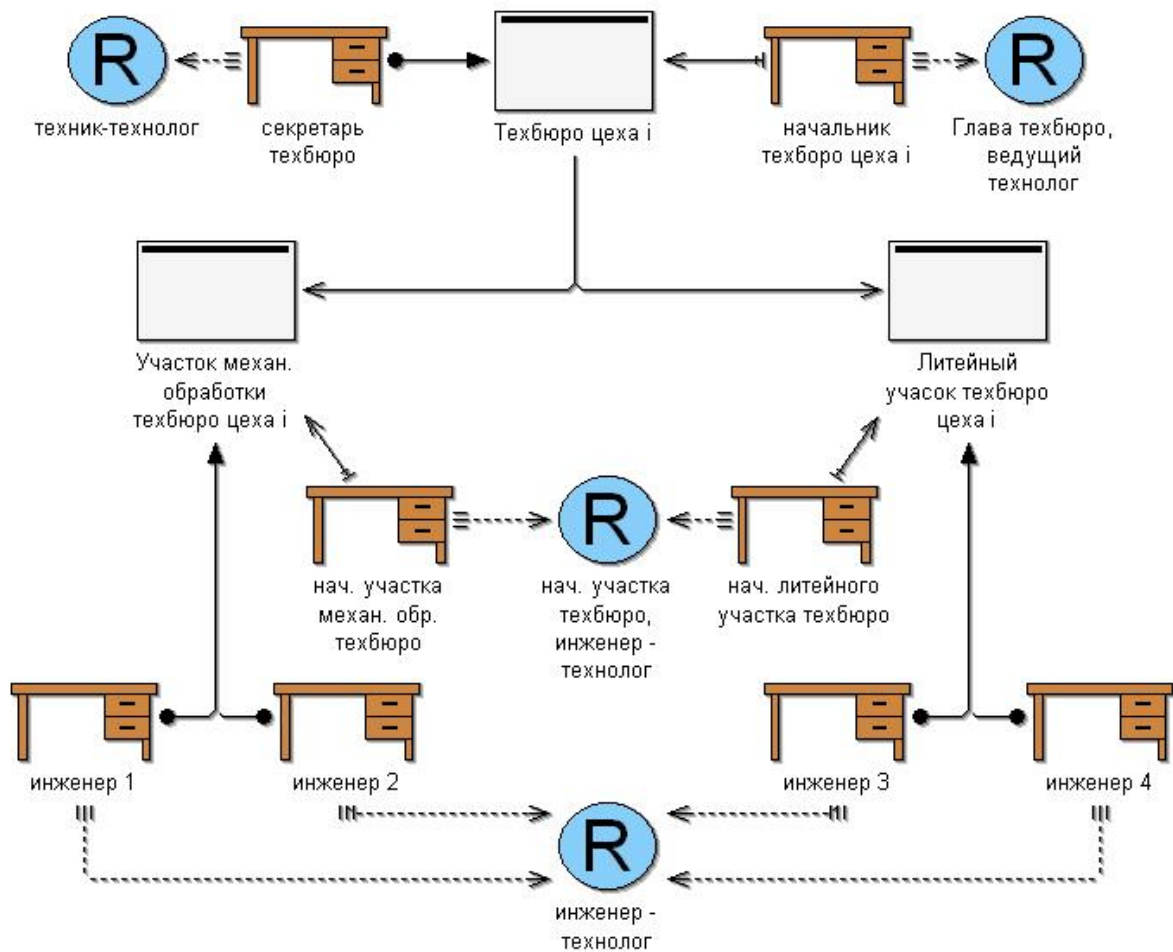 R
R
техник-технолог
секретарь
техбюро
Техбюро цеха i
начальник
техборо цеха i
Глава техбюро,
ведущий
технолог
Участок механ.
обработки
техбюро цеха i
Литейный
учасок техбюро
цеха i
R
нач. участка
механ. обр.
техбюро
нач. участка
техбюро,
инженер -
технолог
нач. литейного
участка техбюро
инженер 1
инженер 2
инженер 3
инженер 4
R
инженер -
технолог